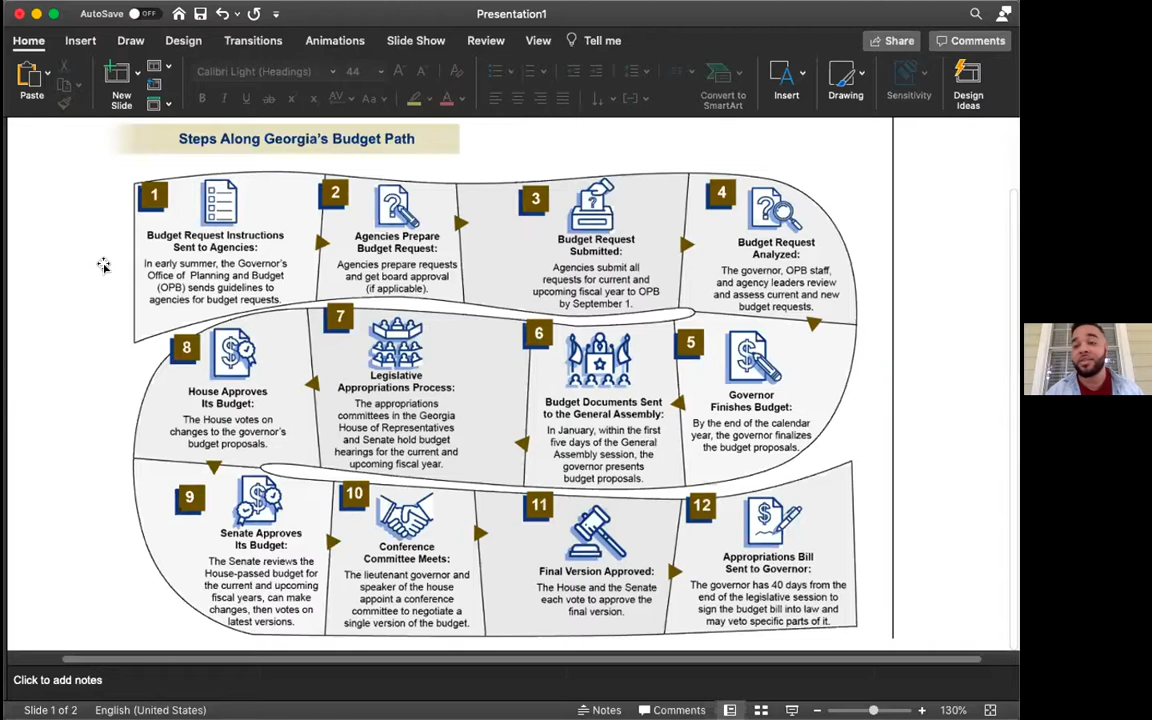 AutoSave OFF
Presentation1
Home Insert Draw Design Transitions Animations Slide Show Review View Tell me
Share Comments
Paste
New
Slide
Calibri Light (Headings) 44
Convert to
SmartArt
Insert
Drawing
Sensitivity
Design
Ideas
Steps Along Georgia's Budget Path
1
Budget Request Instructions
Sent to Agencies:
In early summer, the Governor's
Office of Planning and Budget
(OPB) sends guidelines to
agencies for budget requests.
2
Agencies Prepare
Budget Request:
Agencies prepare requests
and get board approval
(if applicable).
3
Budget Request
Submitted:
Agencies submit all
requests for current and
upcoming fiscal year to OPB
by September 1.
4
Budget Request
Analyzed:
The governor, OPB staff,
and agency leaders review
and assess current and new
budget requests.
5
Governor
Finishes Budget:
By the end of the calendar
year, the governor finalizes
the budget proposals.
6
Budget Documents Sent
to the General Assembly:
In January, within the first
five days of the General
Assembly session, the
governor presents
budget proposals.
7
Legislative
Appropriations Process:
The appropriations
committees in the Georgia
House of Representatives
and Senate hold budget
hearings for the current and
upcoming fiscal year.
8
House Approves
Its Budget:
The House votes on
changes to the governor's
budget proposals.
9
Senate Approves
Its Budget:
The Senate reviews the
House-passed budget for
the current and upcoming
fiscal years, can make
changes, then votes on
latest versions.
10
Conference
Committee Meets:
The lieutenant governor and
speaker of the house
appoint a conference
committee to negotiate a
single version of the budget.
11
Final Version Approved:
The House and the Senate
each vote to approve the
final version.
12
Appropriations Bill
Sent to Governor:
The governor has 40 days from the
end of the legislative session to
sign the budget bill into law and
may veto specific parts of it.
Click to add notes
Slide 1 of 2 English (United States) Notes Comments 130%